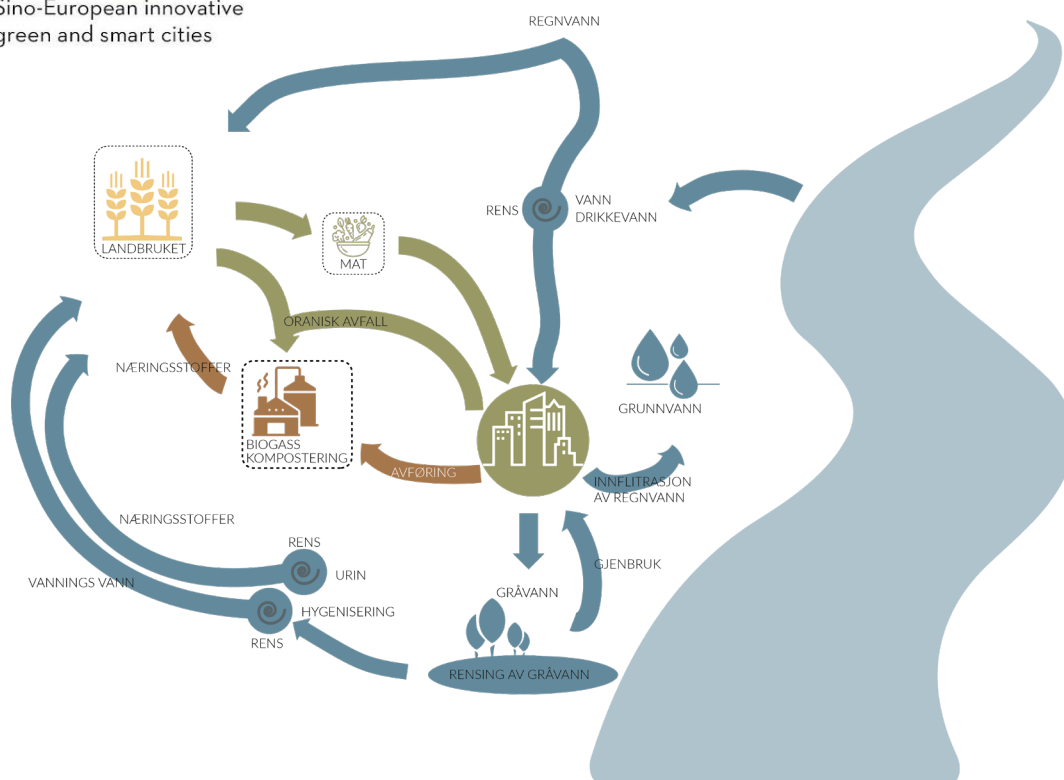 Sino-European innovative
green and smart cities
REGNVANN
RENS
VANN
DRIKKEVANN
LANDBRUKET
MAT
ORANISK AVFALL
NÆRINGSSTOFFER
GRUNNVANN
BIOGASS
KOMPOSTERING
AVFØRING
INNFLITRASJON
AV REGNVANN
NÆRINGSSTOFFER
RENS
URIN
GJENBRUK
VANNINGS VANN
GRÅVANN
HYGENISERING
RENS
RENSING AV GRÅVANN